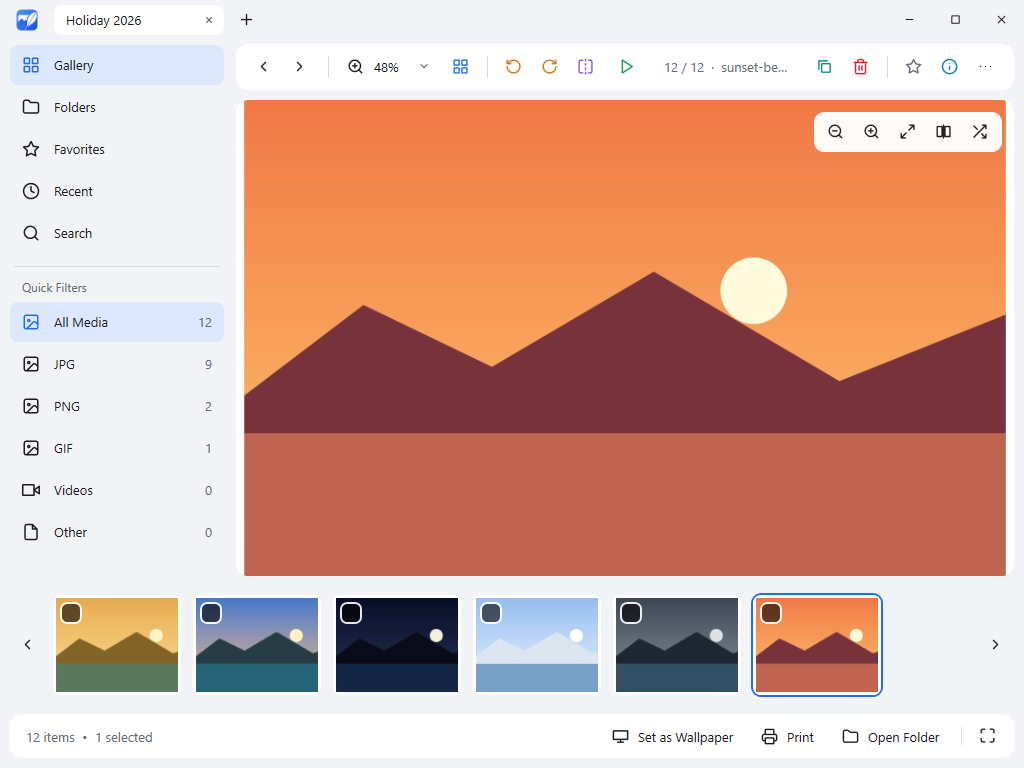 Holiday 2026
Gallery
Folders
Favorites
Recent
Search
Quick Filters
All Media 12
JPG 9
PNG 2
GIF 1
Videos 0
Other 0
48%
12 / 12 · sunset-be...
12 items • 1 selected
Set as Wallpaper
Print
Open Folder